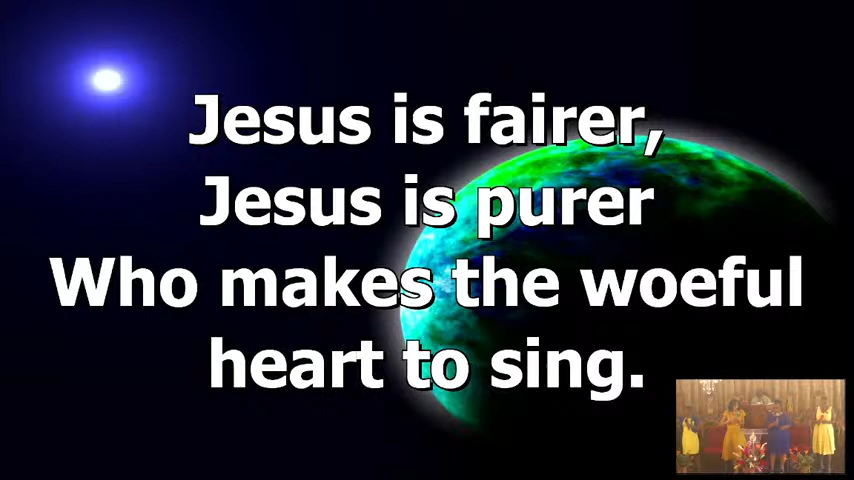 Jesus is fairer,
Jesus is purer
Who makes the woeful
heart to sing.